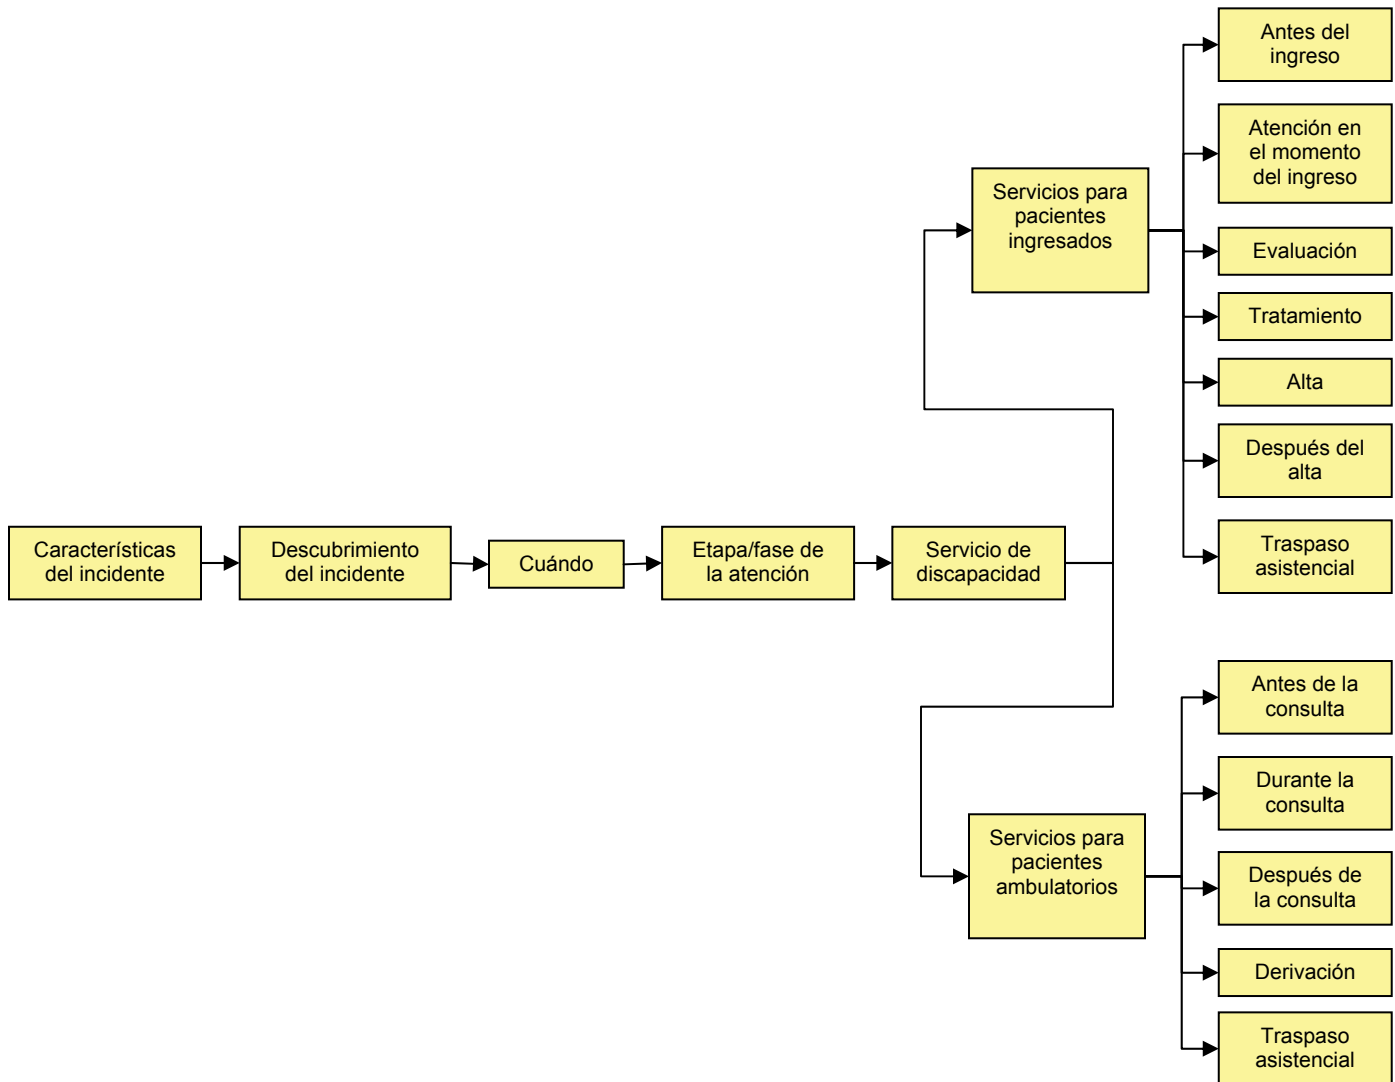 Características
del incidente
Descubrimiento
del incidente
Cuándo
Etapa/fase de
la atención
Servicio de
discapacidad
Servicios para
pacientes
ingresados
Antes del
ingreso
Atención en
el momento
del ingreso
Evaluación
Tratamiento
Alta
Después del
alta
Traspaso
asistencial
Servicios para
pacientes
ambulatorios
Antes de la
consulta
Durante la
consulta
Después de
la consulta
Derivación
Traspaso
asistencial